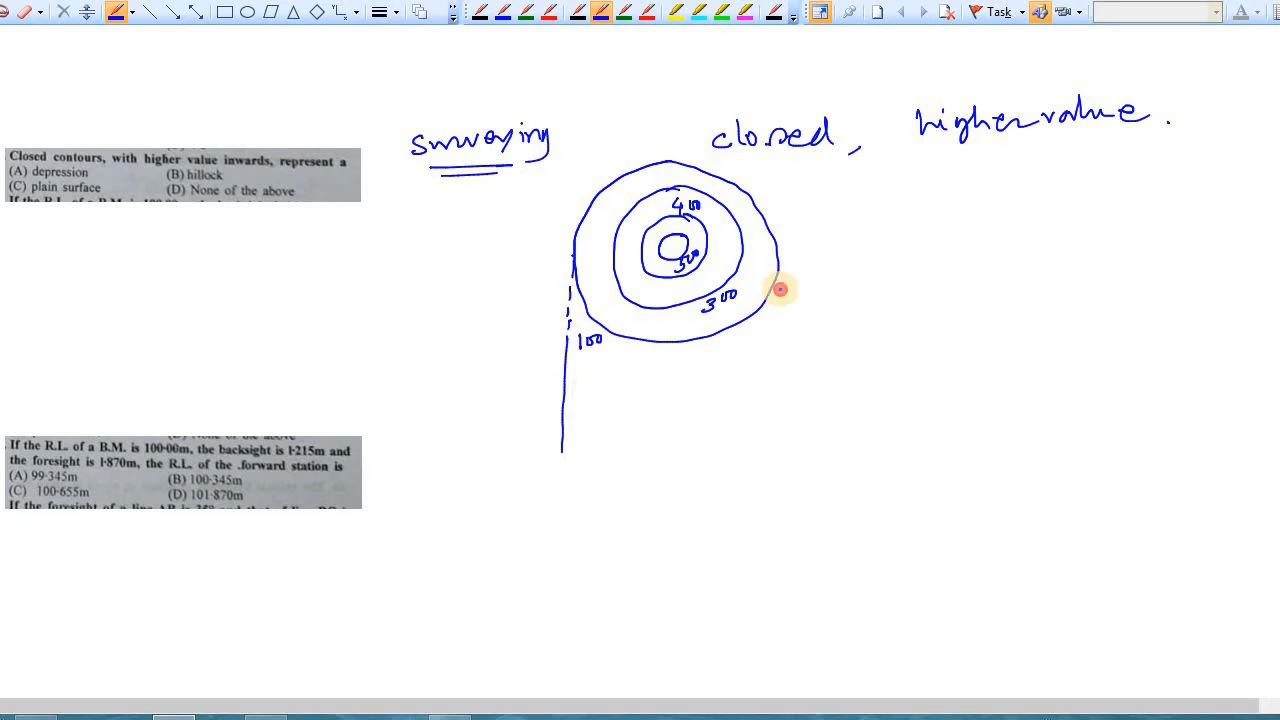 Task
A
surveying
closed,
higher value.
Closed contours, with higher value inwards, represent a
(A) depression (B) hillock
(C) plain surface (D) None of the above
400
500
300
100
If the R.L. of a B.M. is 100·00m, the backsight is 1·215m and
the foresight is 1·870m, the R.L. of the .forward station is
(A) 99·345m (B) 100·345m
(C) 100·655m (D) 101·870m